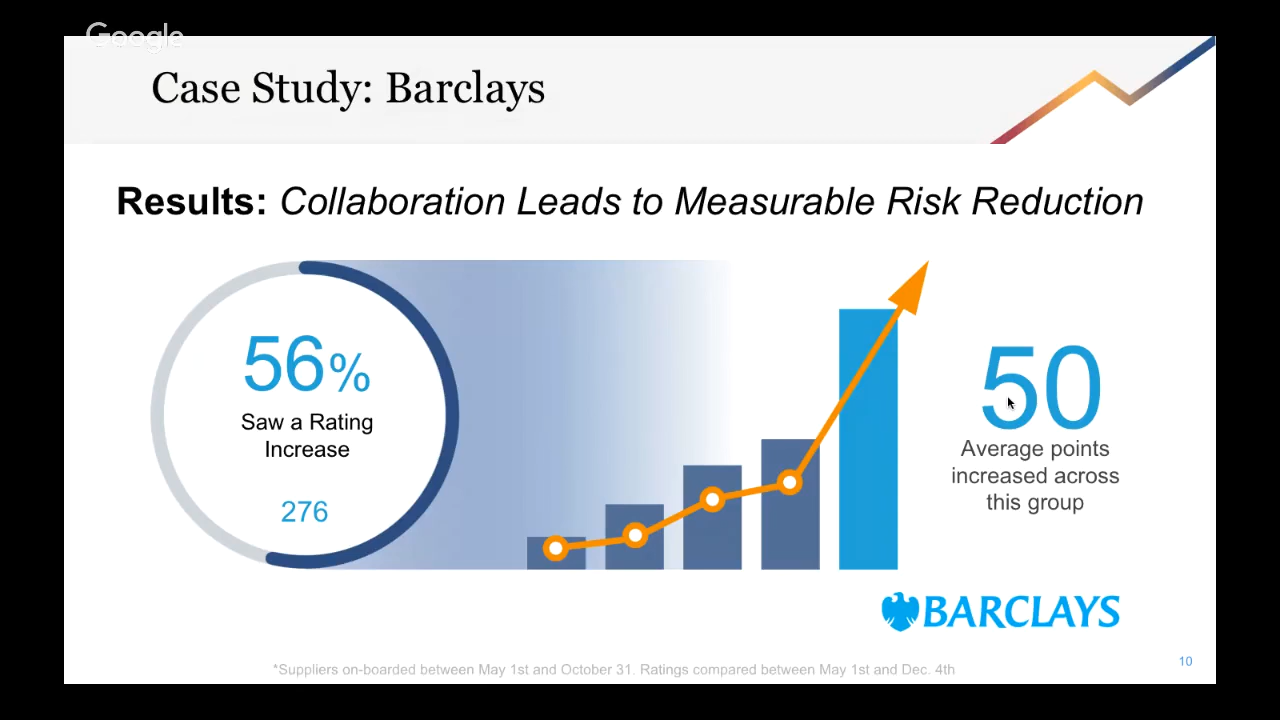 Google
Case Study: Barclays
Results: Collaboration Leads to Measurable Risk Reduction
56%
Saw a Rating
Increase
276
50
Average points
increased across
this group
BARCLAYS
*Suppliers on-boarded between May 1st and October 31. Ratings compared between May 1st and Dec. 4th
10